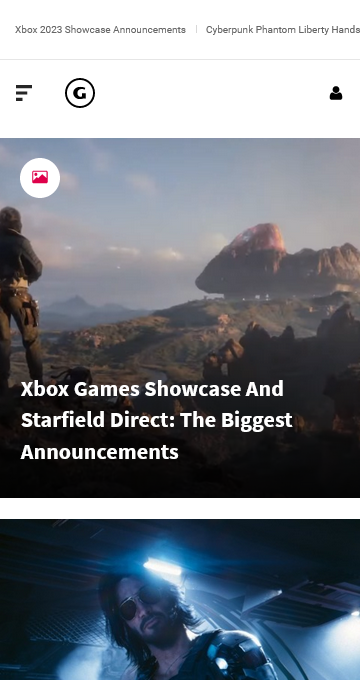 Xbox 2023 Showcase Announcements
Cyberpunk Phantom Liberty Hands
G
Xbox Games Showcase And
Starfield Direct: The Biggest
Announcements